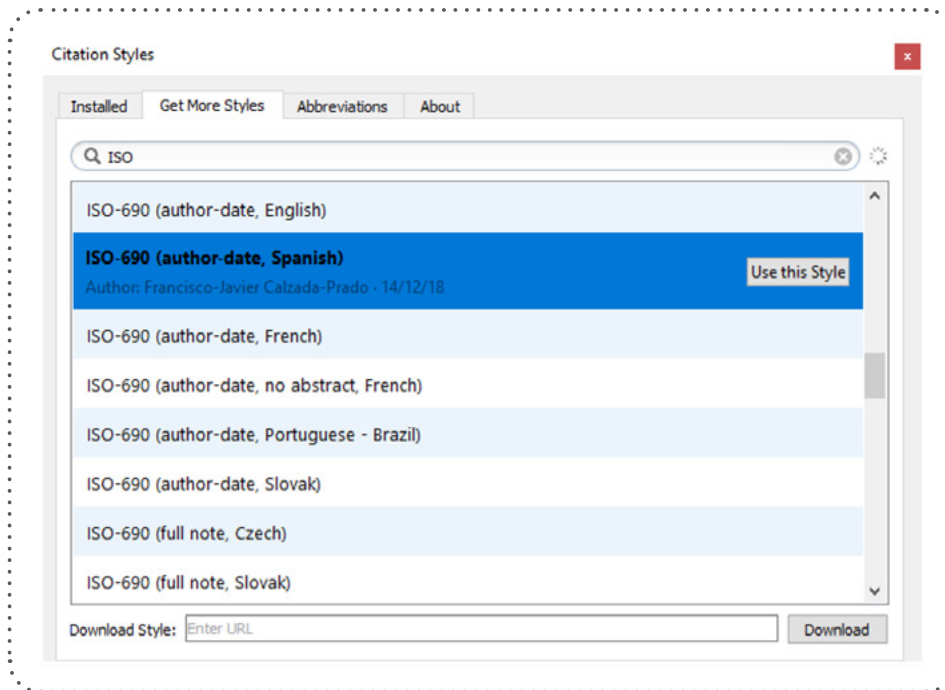 Citation Styles
x
Installed Get More Styles Abbreviations About
ISO
ISO-690 (author-date, English)
ISO-690 (author-date, Spanish)
Use this Style
Author: Francisco-Javier Calzada-Prado - 14/12/18
ISO-690 (author-date, French)
ISO-690 (author-date, no abstract, French)
ISO-690 (author-date, Portuguese - Brazil)
ISO-690 (author-date, Slovak)
ISO-690 (full note, Czech)
ISO-690 (full note, Slovak)
Download Style: Enter URL Download